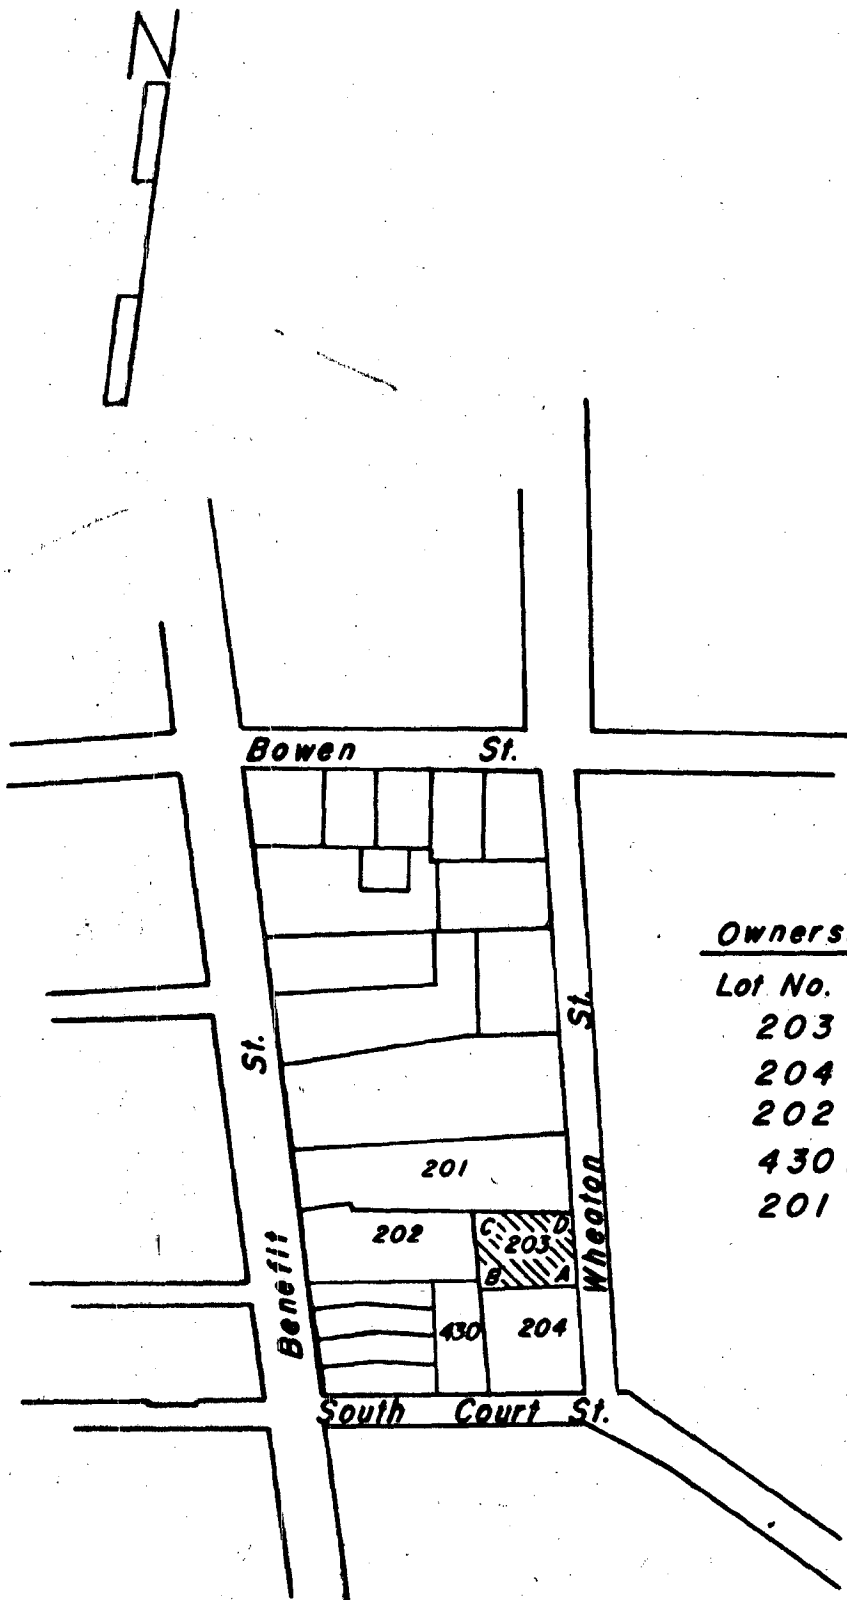 N
Bowen St.
Owners
Lot No.
203
204
202
430
201
St.
St.
201
Wheaton
202
C D
203
B A
Benefit
430
204
South Court St.